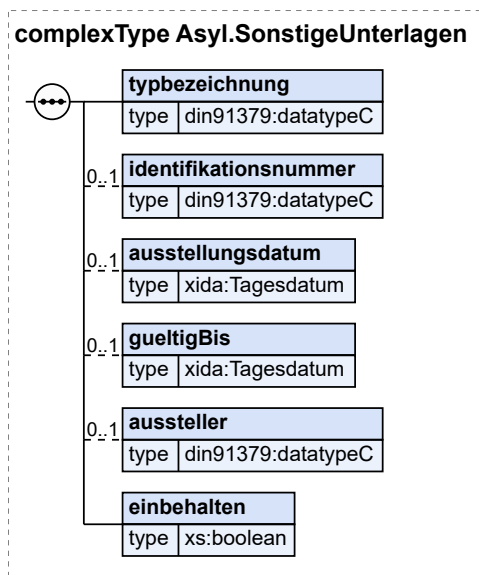 complexType Asyl.SonstigeUnterlagen
typbezeichnung
type din91379:datatypeC
0..1 identifikationsnummer
type din91379:datatypeC
0..1 ausstellungsdatum
type xida:Tagesdatum
0..1 gueltigBis
type xida:Tagesdatum
0..1 aussteller
type din91379:datatypeC
einbehalten
type xs:boolean